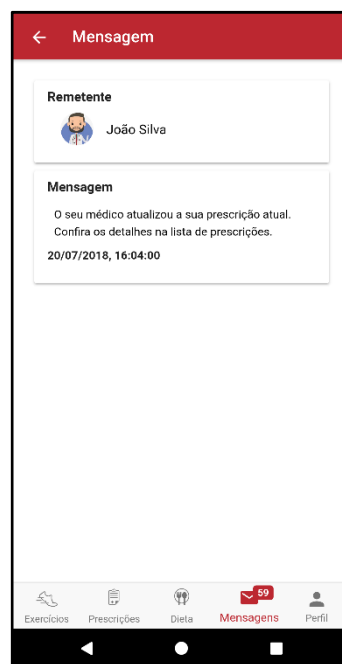 Mensagem
Remetente
João Silva
Mensagem
O seu médico atualizou a sua prescrição atual.
Confira os detalhes na lista de prescrições.
20/07/2018, 16:04:00
59
Exercícios Prescrições Dieta Mensagens Perfil